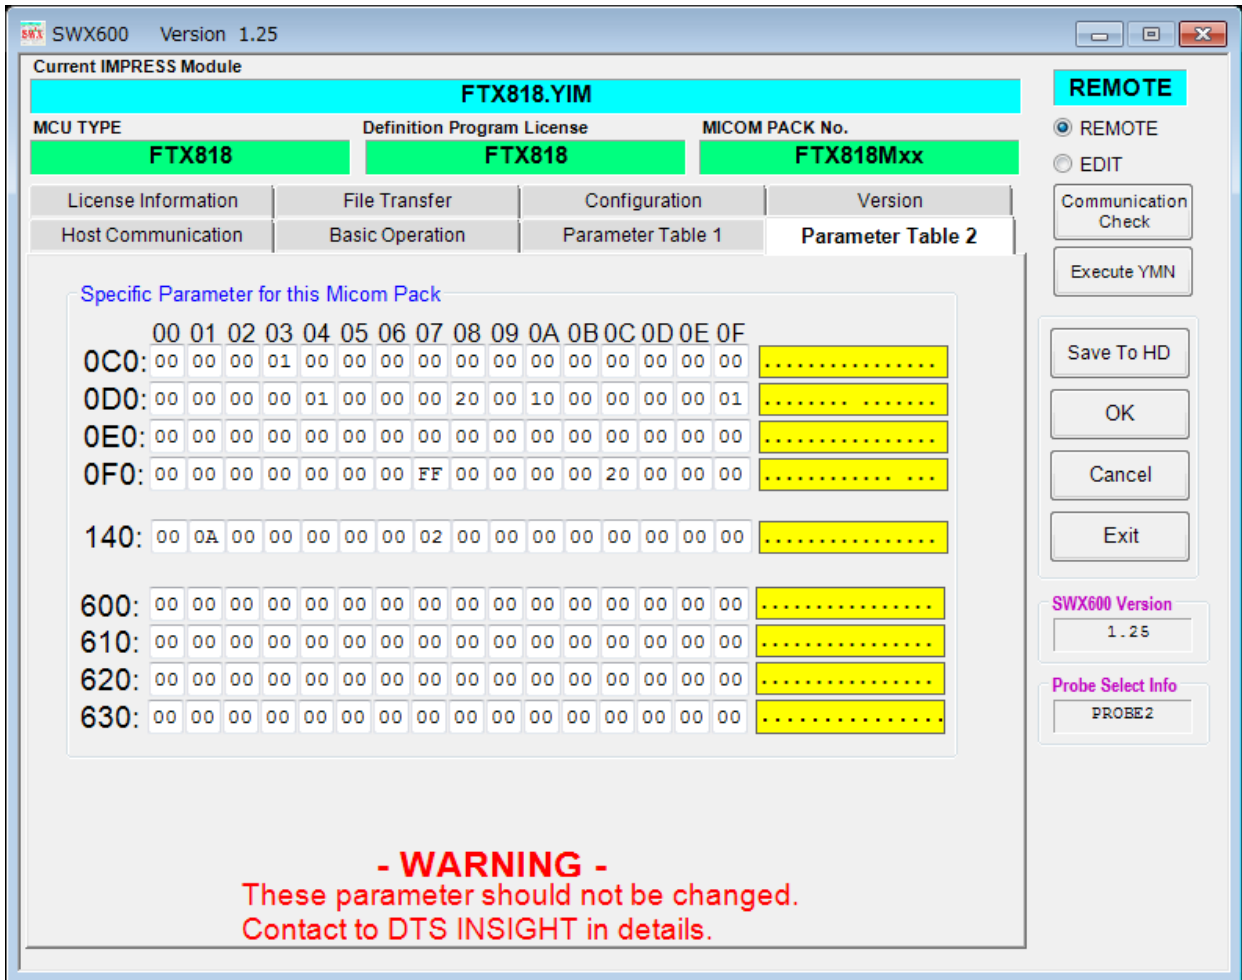 SWX SWX600 Version 1.25
Current IMPRESS Module
REMOTE
FTX818.YIM
MCU TYPE Definition Program License MICOM PACK No.
REMOTE
FTX818 FTX818 FTX818Mxx
EDIT
License Information File Transfer Configuration Version
Communication Check
Host Communication Basic Operation Parameter Table 1 Parameter Table 2
Execute YMN
Specific Parameter for this Micom Pack
00 01 02 03 04 05 06 07 08 09 0A 0B 0C 0D 0E 0F
0C0: 00 00 00 01 00 00 00 00 00 00 00 00 00 00 00 00 ................
0D0: 00 00 00 00 01 00 00 00 20 00 10 00 00 00 00 01 ........ .......
0E0: 00 00 00 00 00 00 00 00 00 00 00 00 00 00 00 00 ................
0F0: 00 00 00 00 00 00 00 FF 00 00 00 00 20 00 00 00 ............ ...
140: 00 0A 00 00 00 00 00 02 00 00 00 00 00 00 00 00 ................
600: 00 00 00 00 00 00 00 00 00 00 00 00 00 00 00 00 ................
610: 00 00 00 00 00 00 00 00 00 00 00 00 00 00 00 00 ................
620: 00 00 00 00 00 00 00 00 00 00 00 00 00 00 00 00 ................
630: 00 00 00 00 00 00 00 00 00 00 00 00 00 00 00 00 ................
Save To HD
OK
Cancel
Exit
SWX600 Version
1.25
Probe Select Info
PROBE2
- WARNING -
These parameter should not be changed.
Contact to DTS INSIGHT in details.